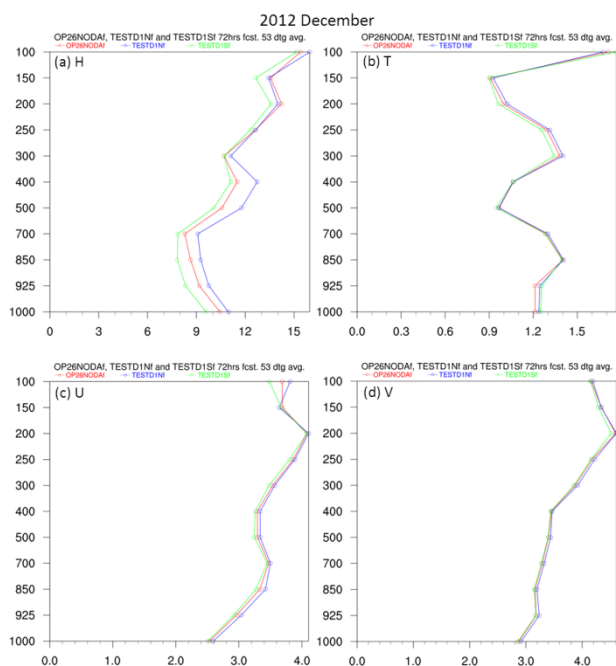 2012 December
OP26NODAf, TESTD1Nf and TESTD1Sf 72hrs fcst. 53 dtg avg.
OP26NODAf TESTD1Nf TESTD1Sf
(a) H
100
150
200
250
300
400
500
700
850
925
1000
0 3 6 9 12 15
OP26NODAf, TESTD1Nf and TESTD1Sf 72hrs fcst. 53 dtg avg.
OP26NODAf TESTD1Nf TESTD1Sf
(b) T
100
150
200
250
300
400
500
700
850
925
1000
0.0 0.3 0.6 0.9 1.2 1.5
OP26NODAf, TESTD1Nf and TESTD1Sf 72hrs fcst. 53 dtg avg.
OP26NODAf TESTD1Nf TESTD1Sf
(c) U
100
150
200
250
300
400
500
700
850
925
1000
0.0 1.0 2.0 3.0 4.0
OP26NODAf, TESTD1Nf and TESTD1Sf 72hrs fcst. 53 dtg avg.
OP26NODAf TESTD1Nf TESTD1Sf
(d) V
100
150
200
250
300
400
500
700
850
925
1000
0.0 1.0 2.0 3.0 4.0